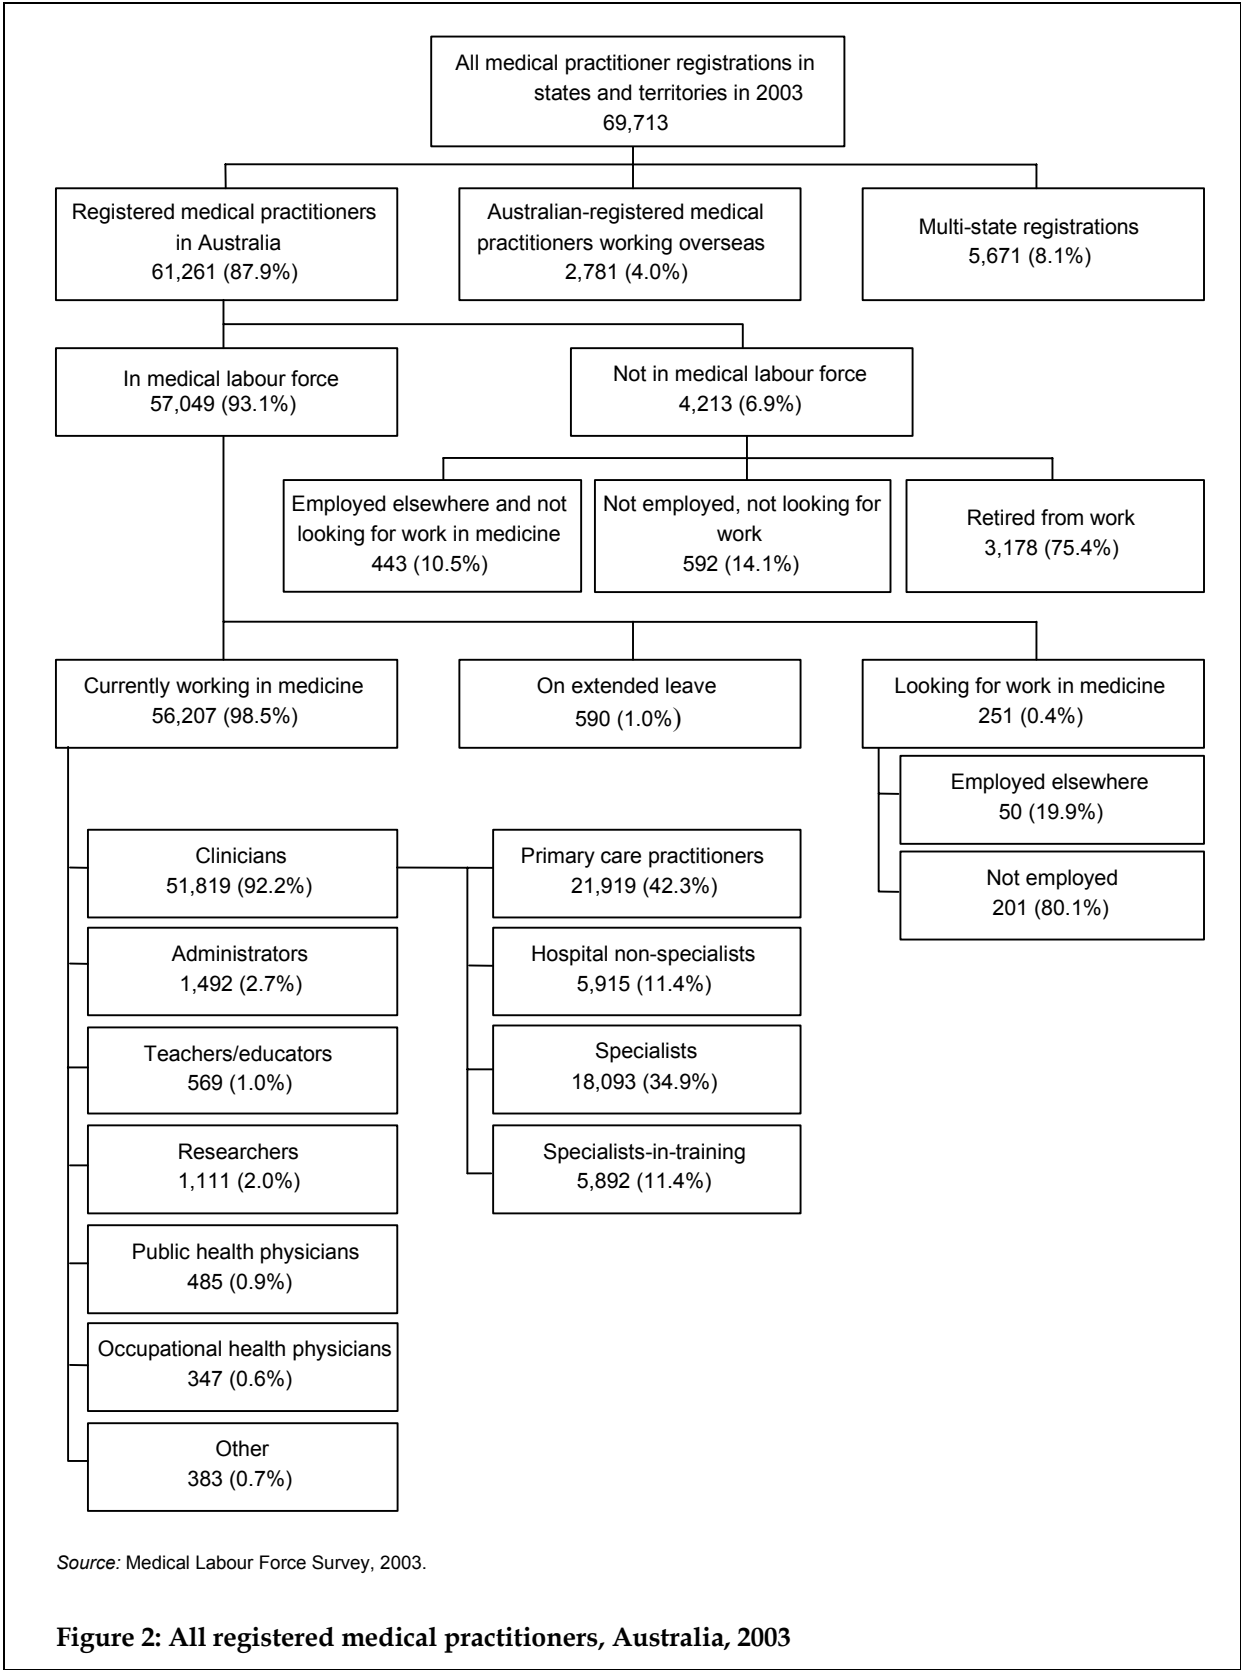 All medical practitioner registrations in
states and territories in 2003
69,713
Registered medical practitioners
in Australia
61,261 (87.9%)
Australian-registered medical
practitioners working overseas
2,781 (4.0%)
Multi-state registrations
5,671 (8.1%)
In medical labour force
57,049 (93.1%)
Not in medical labour force
4,213 (6.9%)
Employed elsewhere and not
looking for work in medicine
443 (10.5%)
Not employed, not looking for
work
592 (14.1%)
Retired from work
3,178 (75.4%)
Currently working in medicine
56,207 (98.5%)
On extended leave
590 (1.0%)
Looking for work in medicine
251 (0.4%)
Employed elsewhere
50 (19.9%)
Not employed
201 (80.1%)
Clinicians
51,819 (92.2%)
Primary care practitioners
21,919 (42.3%)
Administrators
1,492 (2.7%)
Hospital non-specialists
5,915 (11.4%)
Teachers/educators
569 (1.0%)
Specialists
18,093 (34.9%)
Researchers
1,111 (2.0%)
Specialists-in-training
5,892 (11.4%)
Public health physicians
485 (0.9%)
Occupational health physicians
347 (0.6%)
Other
383 (0.7%)
Source: Medical Labour Force Survey, 2003.
Figure 2: All registered medical practitioners, Australia, 2003